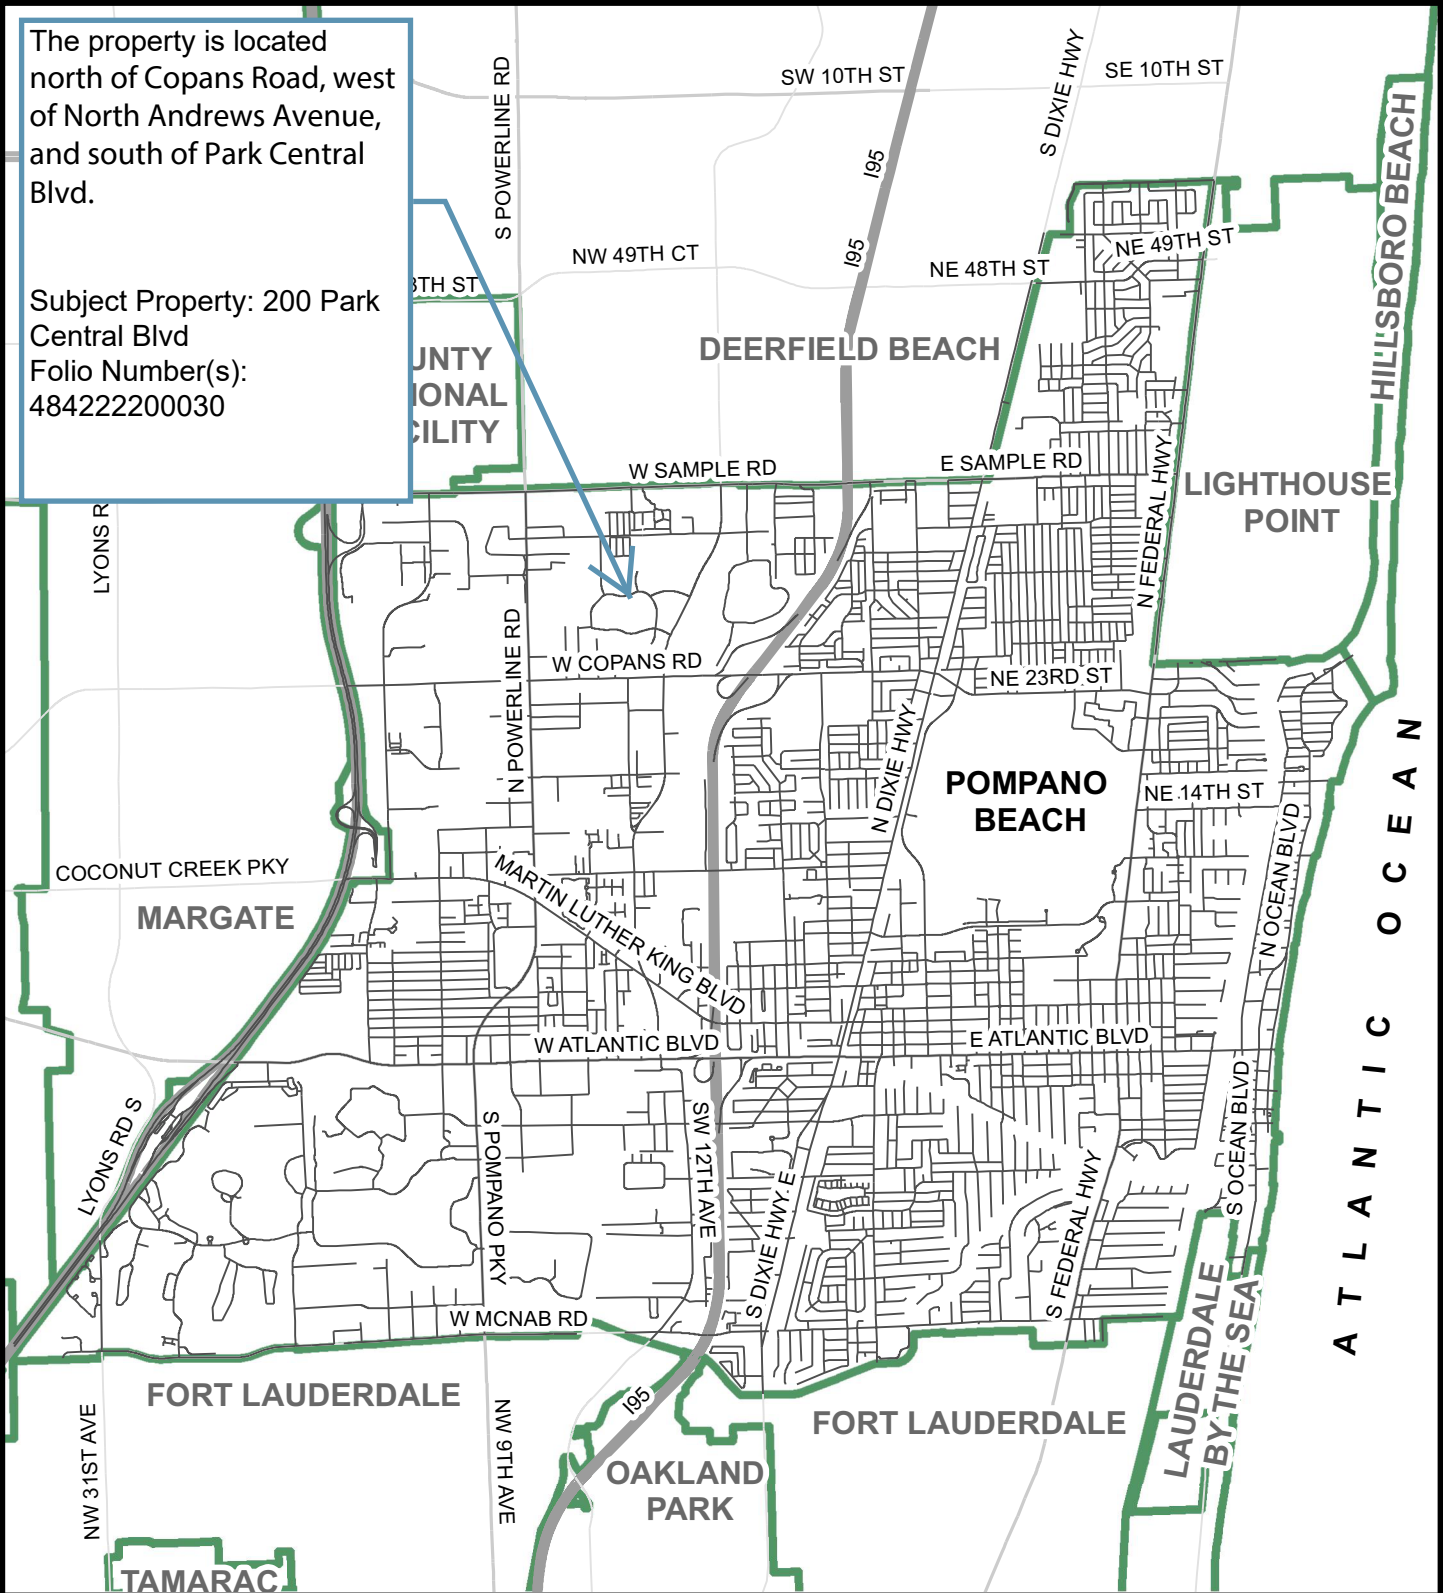 The property is located
north of Copans Road, west
of North Andrews Avenue,
and south of Park Central
Blvd.
Subject Property: 200 Park
Central Blvd
Folio Number(s):
484222200030
S POWERLINE RD
SW 10TH ST
S DIXIE HWY
SE 10TH ST
HILLSBORO BEACH
I95
I95
NW 49TH CT
NE 48TH ST
NE 49TH ST
8TH ST
UNTY
IONAL
CILITY
DEERFIELD BEACH
W SAMPLE RD
E SAMPLE RD
N FEDERAL HWY
LIGHTHOUSE
POINT
LYONS R
N POWERLINE RD
W COPANS RD
NE 23RD ST
N DIXIE HWY
POMPANO
BEACH
NE 14TH ST
N OCEAN BLVD
ATLANTIC OCEAN
COCONUT CREEK PKY
MARGATE
MARTIN LUTHER KING BLVD
W ATLANTIC BLVD
E ATLANTIC BLVD
LYONS RD S
S POMPANO PKY
SW 12TH AVE
S DIXIE HWY E
S FEDERAL HWY
S OCEAN BLVD
W MCNAB RD
LAUDERDALE
BY THE SEA
FORT LAUDERDALE
I95
FORT LAUDERDALE
NW 31ST AVE
NW 9TH AVE
OAKLAND
PARK
TAMARAC